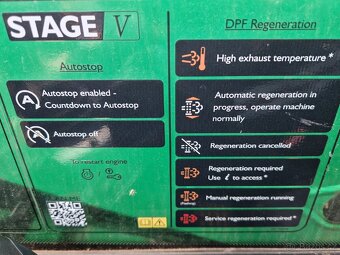 STAGE V
Autostop
Autostop enabled -
Countdown to Autostop
Autostop off
To restart engine
/
DPF Regeneration
High exhaust temperature *
Automatic regeneration in
progress, operate machine
normally
Regeneration cancelled
Regeneration required
Use to access *
Manual regeneration running
(Flashing)
Service regeneration required *